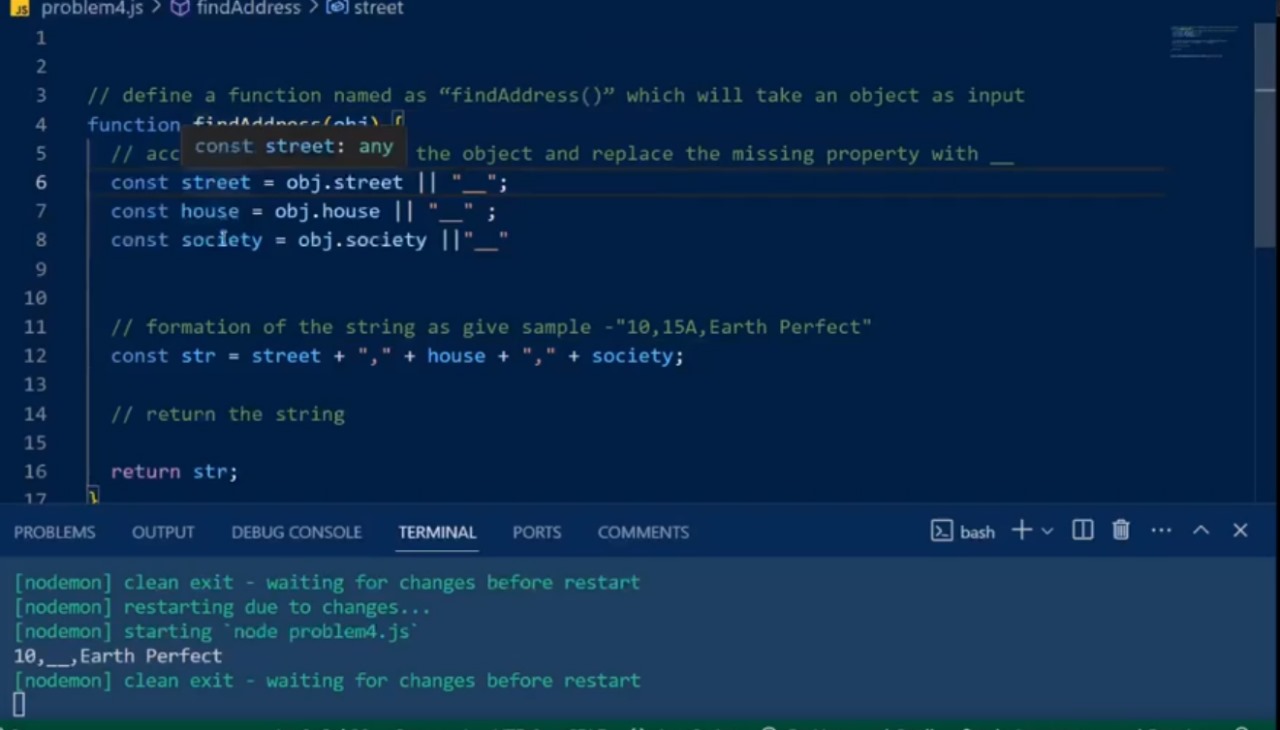 JS problem4.js > findAddress > street
1
2
3 // define a function named as “findAddress()” which will take an object as input
4 function findAddress(obj) {
const street: any
5 // acc the object and replace the missing property with __
6 const street = obj.street || "__";
7 const house = obj.house || "__" ;
8 const society = obj.society ||"__"
9
10
11 // formation of the string as give sample -"10,15A,Earth Perfect"
12 const str = street + "," + house + "," + society;
13
14 // return the string
15
16 return str;
17 }
PROBLEMS OUTPUT DEBUG CONSOLE TERMINAL PORTS COMMENTS bash
[nodemon] clean exit - waiting for changes before restart
[nodemon] restarting due to changes...
[nodemon] starting `node problem4.js`
10,__,Earth Perfect
[nodemon] clean exit - waiting for changes before restart